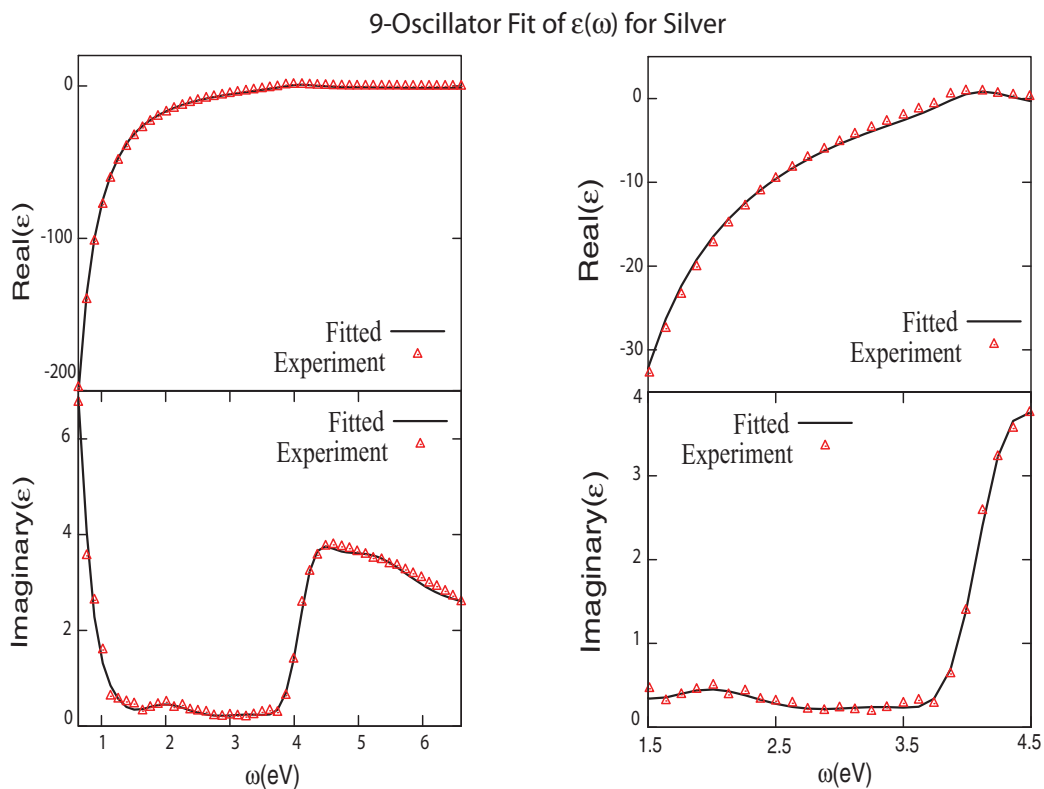 9-Oscillator Fit of ε(ω) for Silver
0
-100
-200
Real(ε)
Fitted
Experiment
6
4
2
0
Imaginary(ε)
Fitted
Experiment
1 2 3 4 5 6
ω(eV)
0
-10
-20
-30
Real(ε)
Fitted
Experiment
4
3
2
1
0
Imaginary(ε)
Fitted
Experiment
1.5 2.5 3.5 4.5
ω(eV)